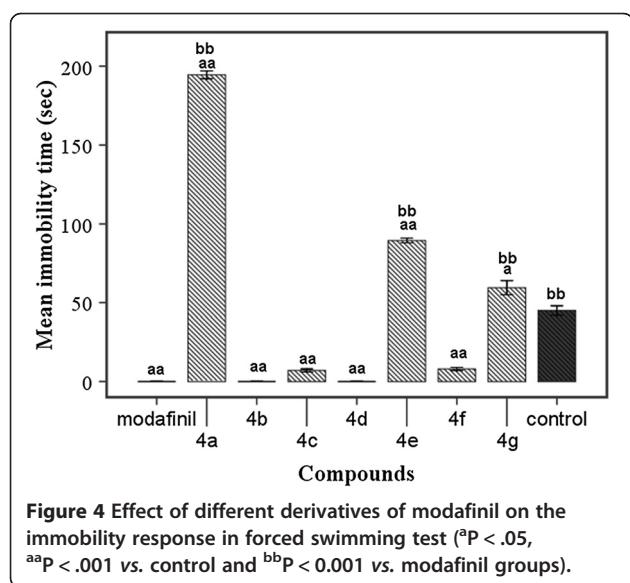 bb
aa
bb
aa
bb
a
bb
aa
aa
aa
aa
aa
Mean immobility time (sec)
200
150
100
50
0
modafinil 4b 4d 4f control
4a 4c 4e 4g
Compounds
Figure 4 Effect of different derivatives of modafinil on the
immobility response in forced swimming test (ᵃP < .05,
ᵃᵃP < .001 vs. control and ᵇᵇP < 0.001 vs. modafinil groups).